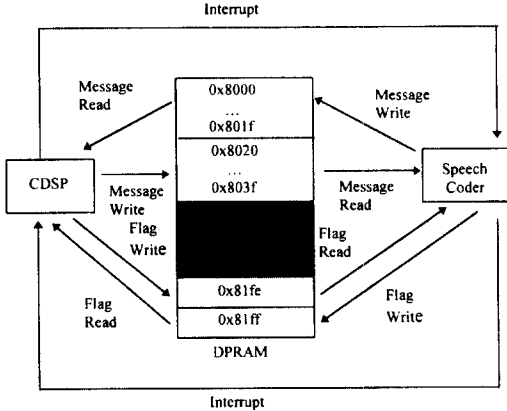 Interrupt
Message
Read
0x8000
...
0x801f
Message
Write
0x8020
...
0x803f
CDSP
Message
Write
Message
Read
Speech
Coder
Flag
Write
Flag
Read
Flag
Read
0x81fe
0x81ff
Flag
Write
DPRAM
Interrupt